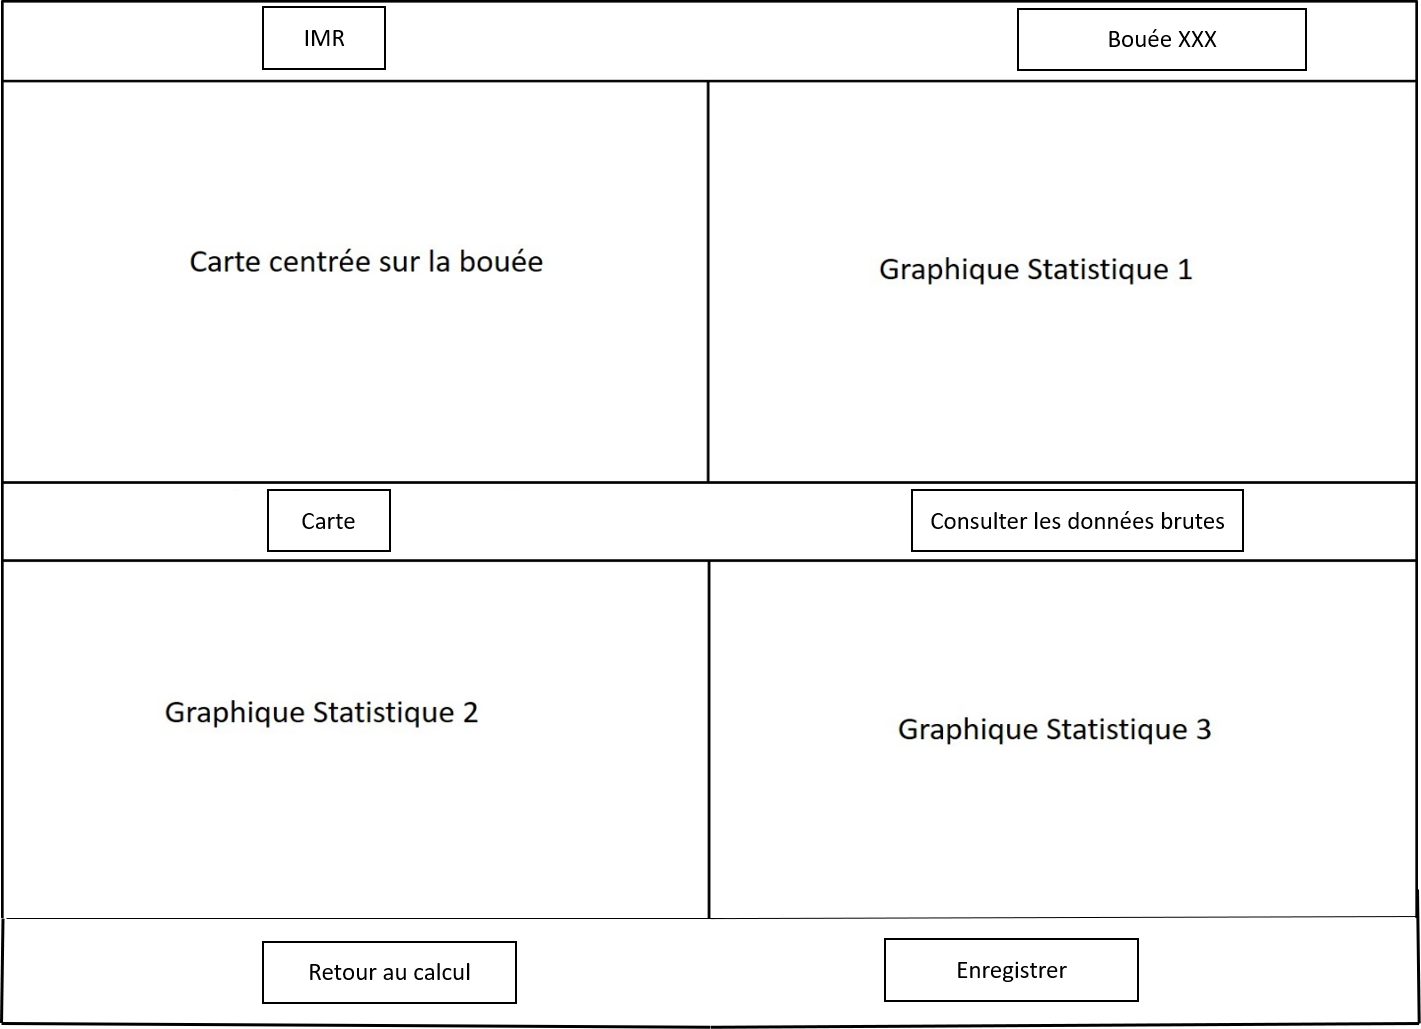 IMR
Bouée XXX
Carte centrée sur la bouée
Graphique Statistique 1
Carte
Consulter les données brutes
Graphique Statistique 2
Graphique Statistique 3
Retour au calcul
Enregistrer